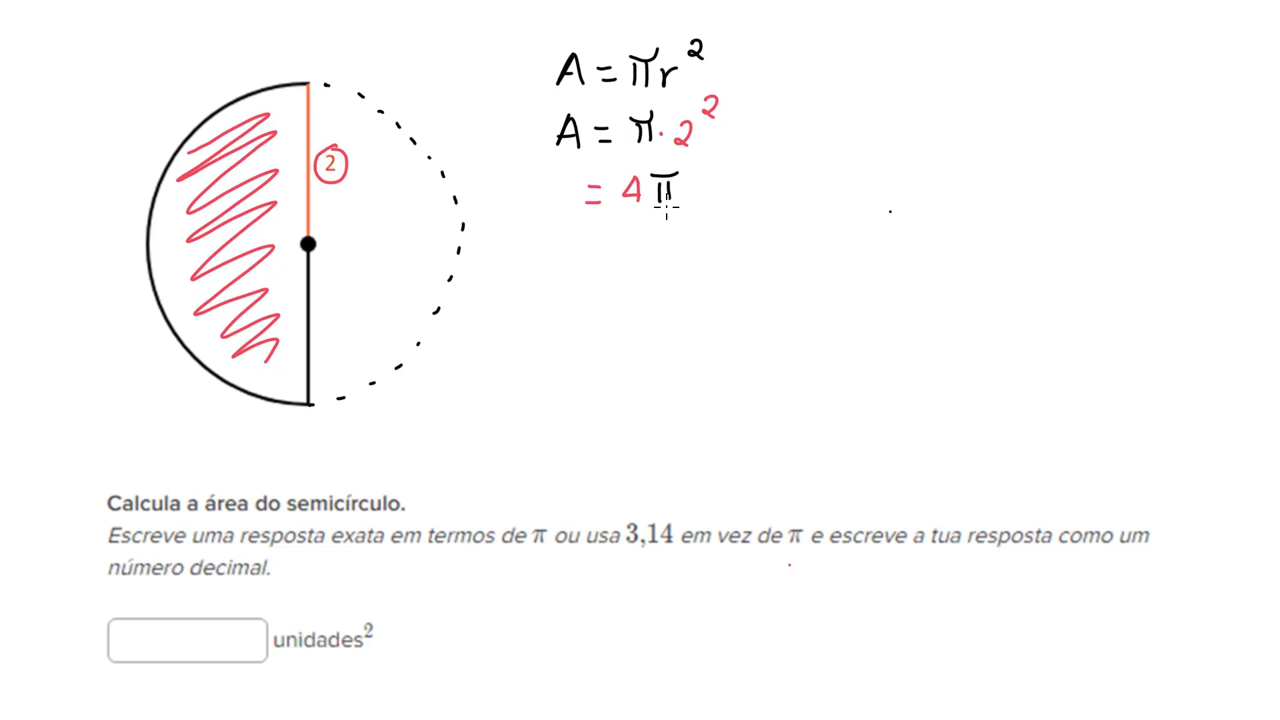 A = πr²
A = π · 2²
= 4π
2
Calcula a área do semicírculo.
Escreve uma resposta exata em termos de π ou usa 3,14 em vez de π e escreve a tua resposta como um
número decimal.
unidades²